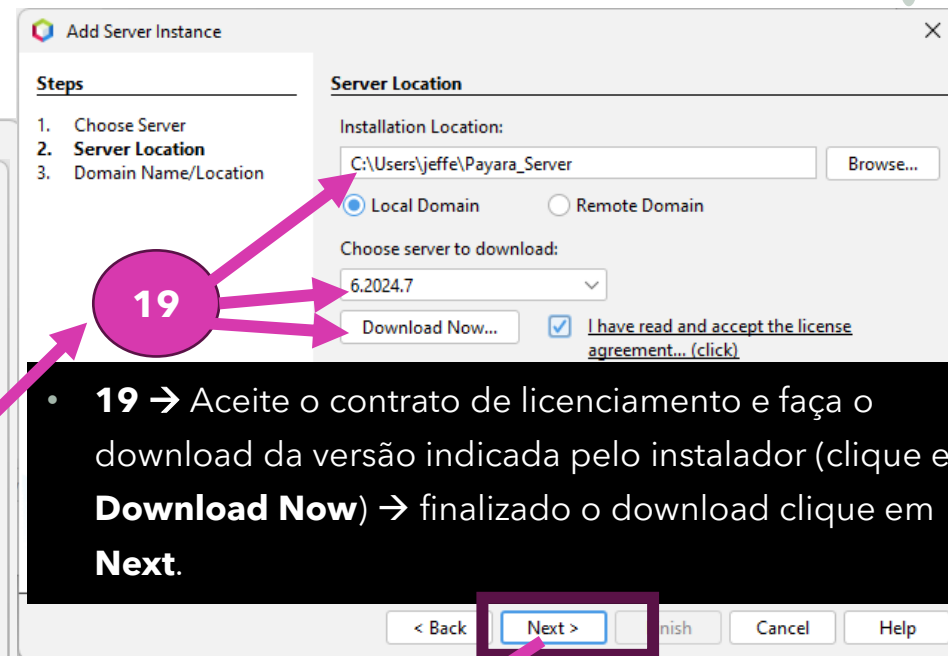 Add Server Instance
Steps
1. Choose Server
2. Server Location
3. Domain Name/Location
Server Location
Installation Location:
C:\Users\jeffe\Payara_Server
Browse...
Local Domain
Remote Domain
Choose server to download:
6.2024.7
Download Now...
I have read and accept the license
agreement... (click)
19
• 19 → Aceite o contrato de licenciamento e faça o
download da versão indicada pelo instalador (clique e
Download Now) → finalizado o download clique em
Next.
< Back
Next >
nish
Cancel
Help